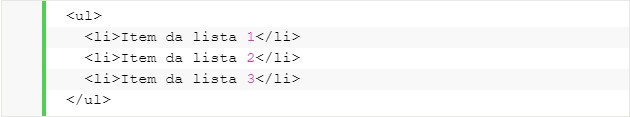 <ul>
  <li>Item da lista 1</li>
  <li>Item da lista 2</li>
  <li>Item da lista 3</li>
</ul>